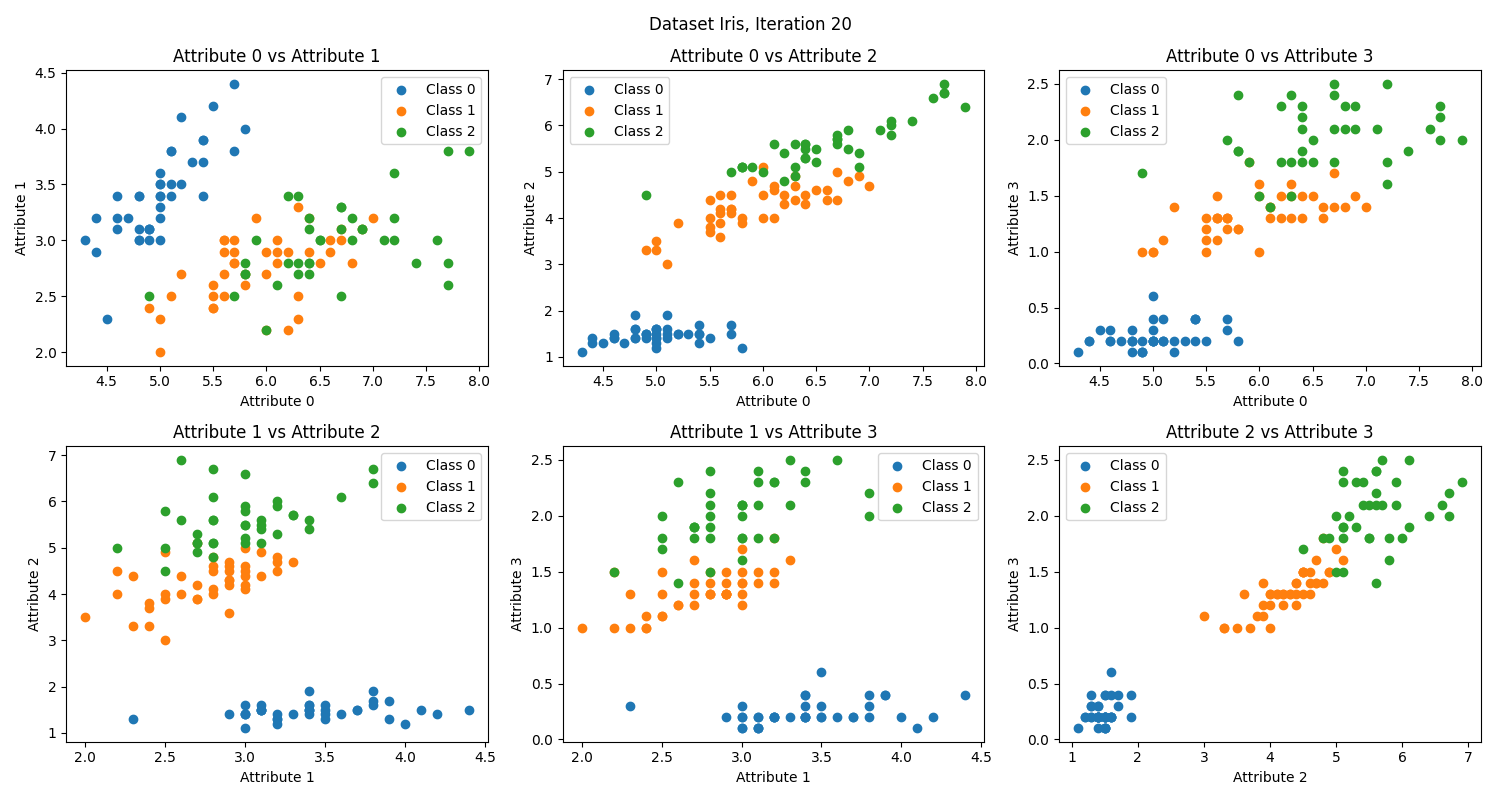 Dataset Iris, Iteration 20
Attribute 0 vs Attribute 1
Attribute 1
4.5
4.0
3.5
3.0
2.5
2.0
Class 0
Class 1
Class 2
4.5 5.0 5.5 6.0 6.5 7.0 7.5 8.0
Attribute 0
Attribute 0 vs Attribute 2
Attribute 2
7
6
5
4
3
2
1
Class 0
Class 1
Class 2
4.5 5.0 5.5 6.0 6.5 7.0 7.5 8.0
Attribute 0
Attribute 0 vs Attribute 3
Attribute 3
2.5
2.0
1.5
1.0
0.5
0.0
Class 0
Class 1
Class 2
4.5 5.0 5.5 6.0 6.5 7.0 7.5 8.0
Attribute 0
Attribute 1 vs Attribute 2
Attribute 2
7
6
5
4
3
2
1
Class 0
Class 1
Class 2
2.0 2.5 3.0 3.5 4.0 4.5
Attribute 1
Attribute 1 vs Attribute 3
Attribute 3
2.5
2.0
1.5
1.0
0.5
0.0
Class 0
Class 1
Class 2
2.0 2.5 3.0 3.5 4.0 4.5
Attribute 1
Attribute 2 vs Attribute 3
Attribute 3
2.5
2.0
1.5
1.0
0.5
0.0
Class 0
Class 1
Class 2
1 2 3 4 5 6 7
Attribute 2